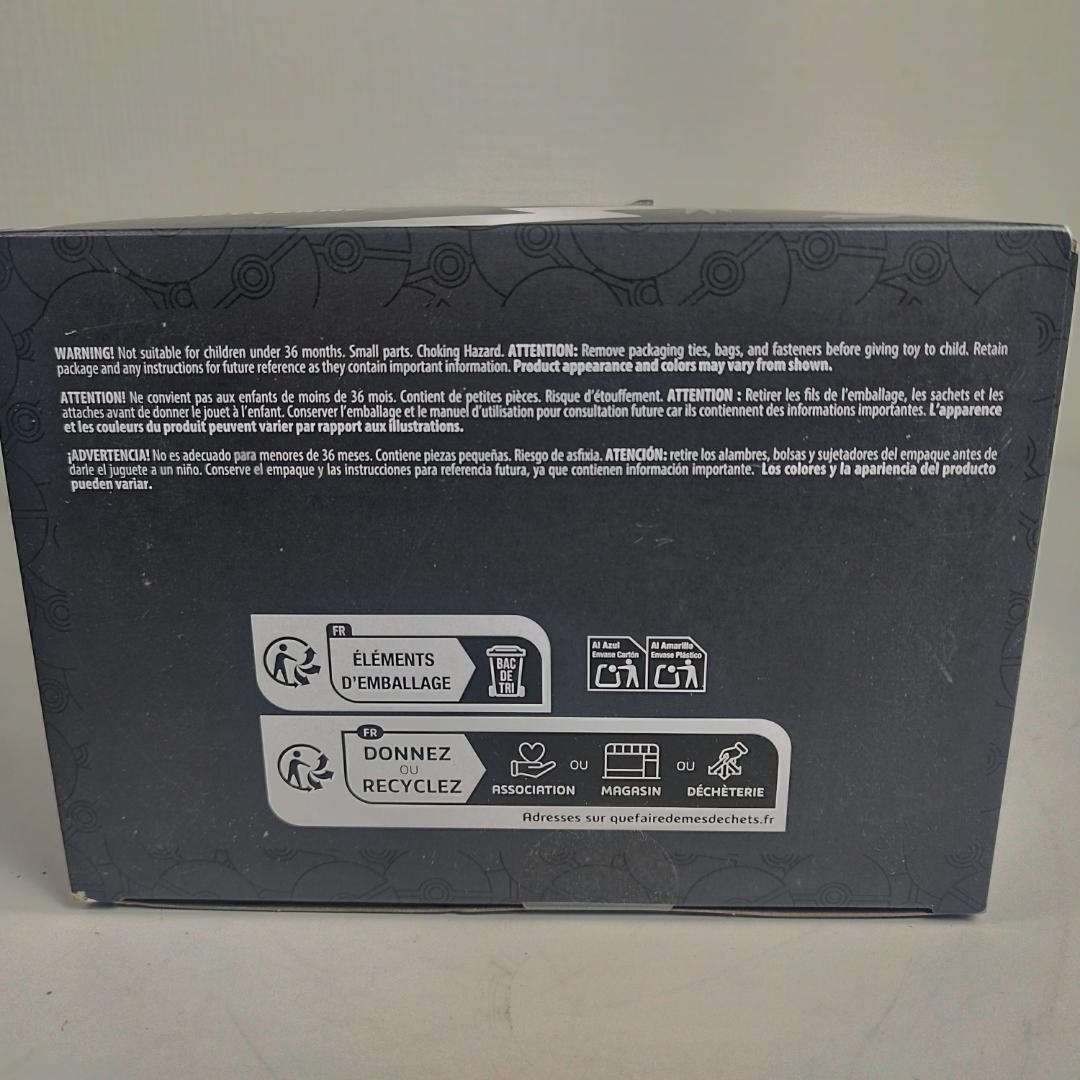 WARNING! Not suitable for children under 36 months. Small parts. Choking Hazard. ATTENTION: Remove packaging ties, bags, and fasteners before giving toy to child. Retain
package and any instructions for future reference as they contain important information. Product appearance and colors may vary from shown.
ATTENTION! Ne convient pas aux enfants de moins de 36 mois. Contient de petites pièces. Risque d'étouffement. ATTENTION : Retirer les fils de l'emballage, les sachets et les
attaches avant de donner le jouet à l'enfant. Conserver l'emballage et le manuel d'utilisation pour consultation future car ils contiennent des informations importantes. L'apparence
et les couleurs du produit peuvent varier par rapport aux illustrations.
¡ADVERTENCIA! No es adecuado para menores de 36 meses. Contiene piezas pequeñas. Riesgo de asfixia. ATENCIÓN: retire los alambres, bolsas y sujetadores del empaque antes de
darle el juguete a un niño. Conserve el empaque y las instrucciones para referencia futura, ya que contienen información importante. Los colores y la apariencia del producto
pueden variar.
FR
ÉLÉMENTS
D'EMBALLAGE
BAC
DE
TRI
Al Azul
Envase Cartón
Al Amarillo
Envase Plástico
FR
DONNEZ
OU
RECYCLEZ
ASSOCIATION OU MAGASIN OU DÉCHÈTERIE
Adresses sur quefairedemesdechets.fr